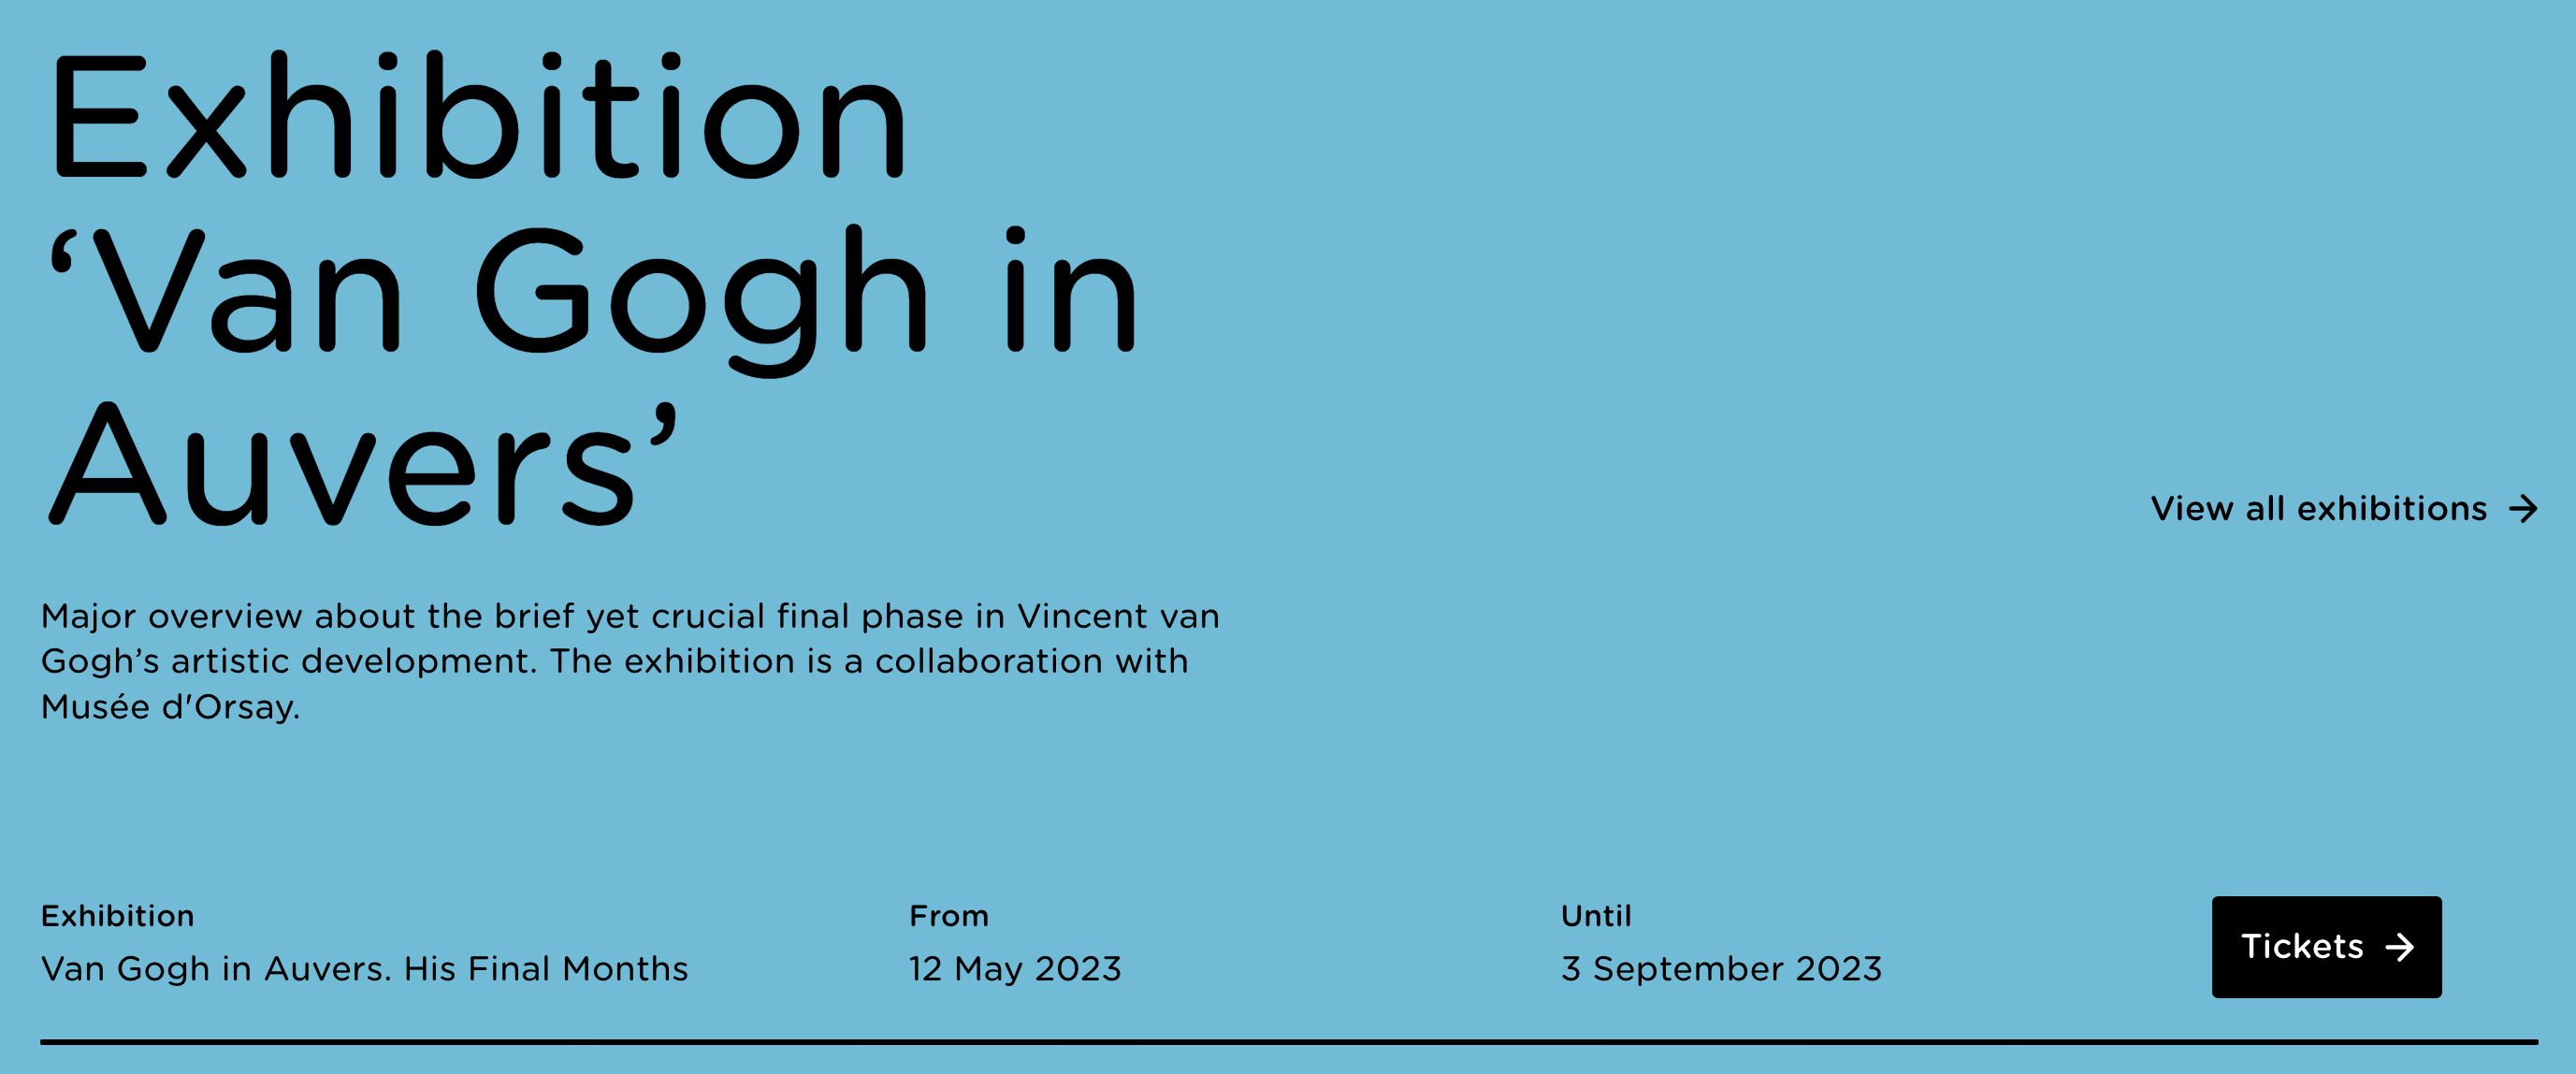 Exhibition
‘Van Gogh in
Auvers’
View all exhibitions →
Major overview about the brief yet crucial final phase in Vincent van
Gogh’s artistic development. The exhibition is a collaboration with
Musée d'Orsay.
Exhibition
Van Gogh in Auvers. His Final Months
From
12 May 2023
Until
3 September 2023
Tickets →